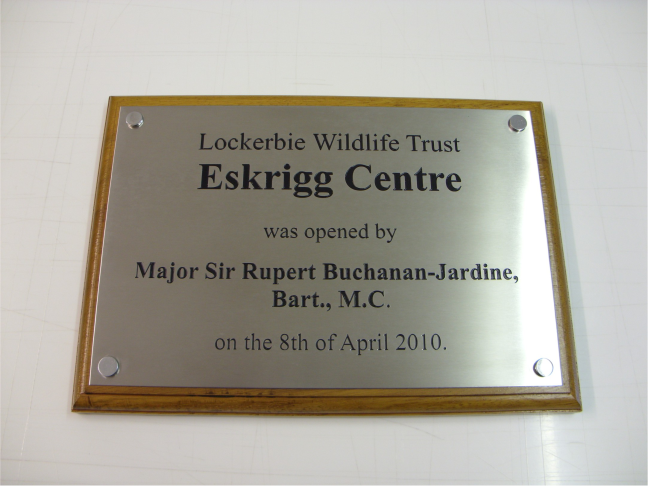 Lockerbie Wildlife Trust
Eskrigg Centre
was opened by
Major Sir Rupert Buchanan-Jardine,
Bart., M.C.
on the 8th of April 2010.